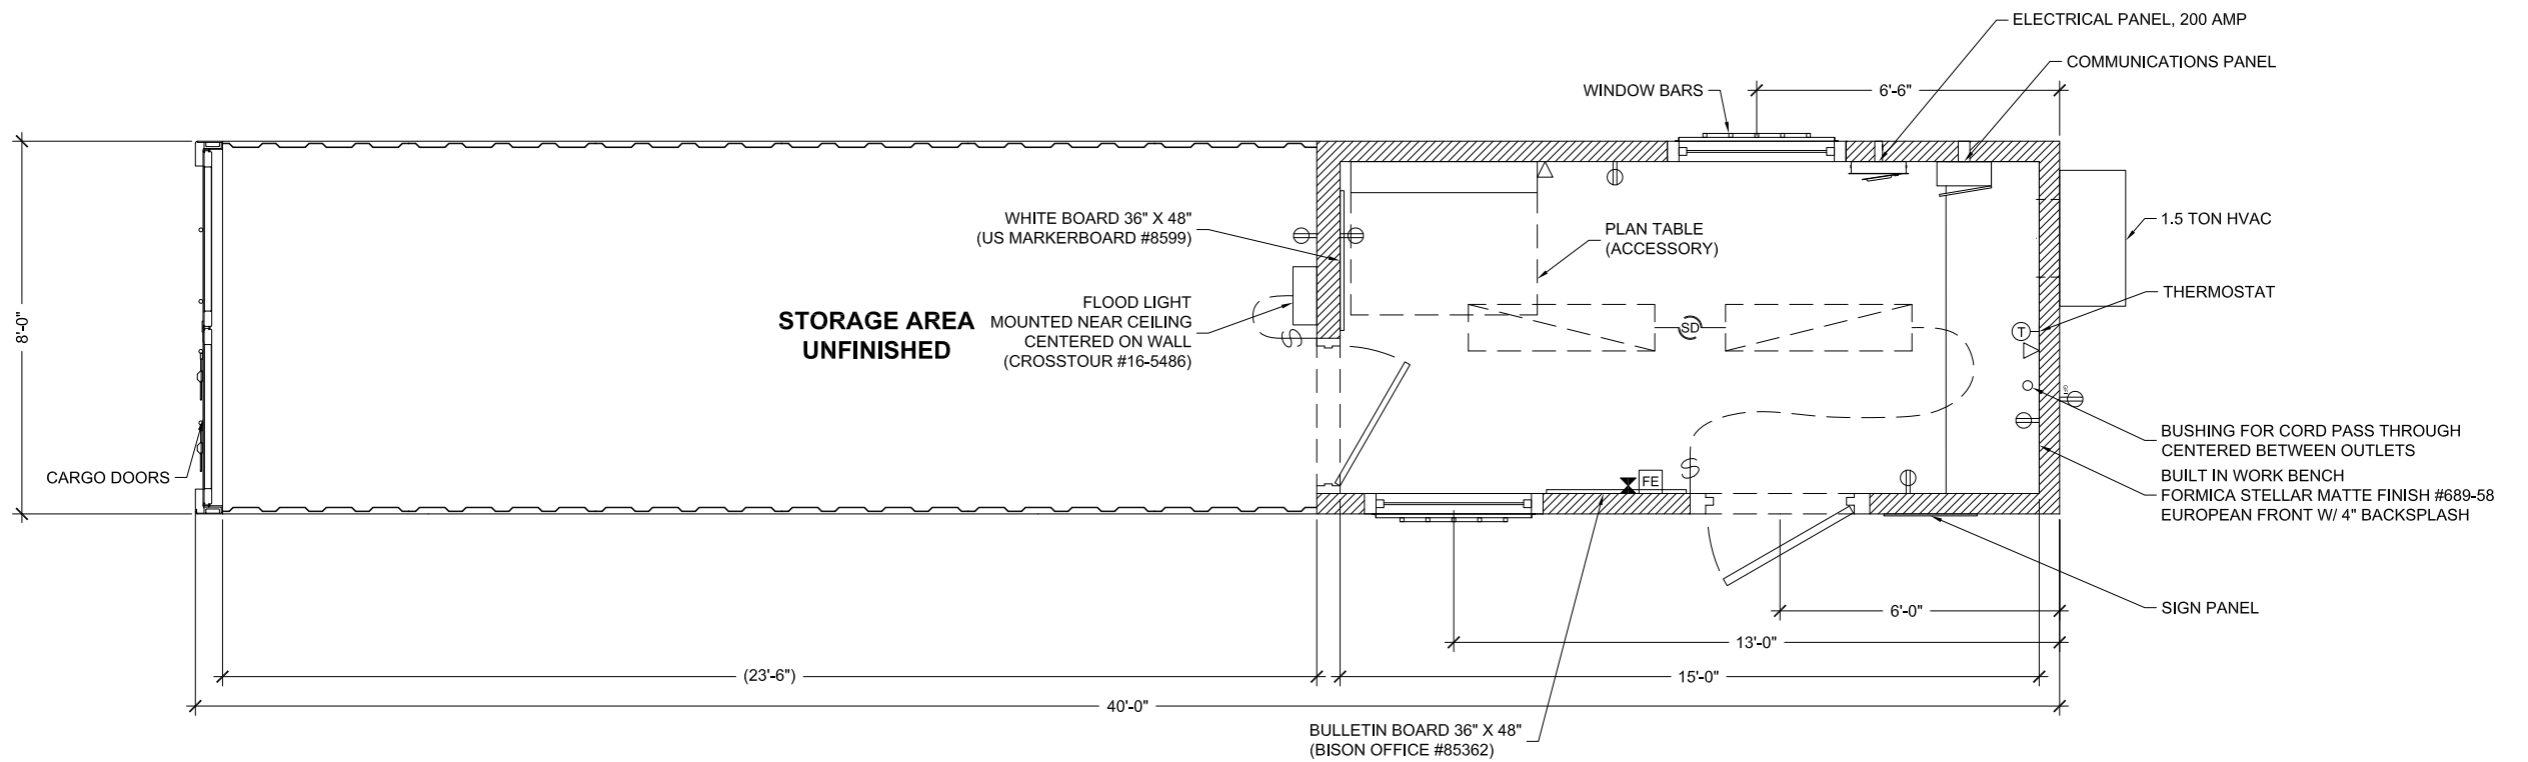 ELECTRICAL PANEL, 200 AMP
COMMUNICATIONS PANEL
WINDOW BARS
6'-6"
8'-0"
WHITE BOARD 36" X 48"
(US MARKERBOARD #8599)
PLAN TABLE
(ACCESSORY)
1.5 TON HVAC
THERMOSTAT
FLOOD LIGHT
MOUNTED NEAR CEILING
CENTERED ON WALL
(CROSSTOUR #16-5486)
STORAGE AREA
UNFINISHED
S
SD
T
GFI
CARGO DOORS
FE
S
BUSHING FOR CORD PASS THROUGH
CENTERED BETWEEN OUTLETS
BUILT IN WORK BENCH
FORMICA STELLAR MATTE FINISH #689-58
EUROPEAN FRONT W/ 4" BACKSPLASH
SIGN PANEL
6'-0"
13'-0"
(23'-6")
15'-0"
40'-0"
BULLETIN BOARD 36" X 48"
(BISON OFFICE #85362)